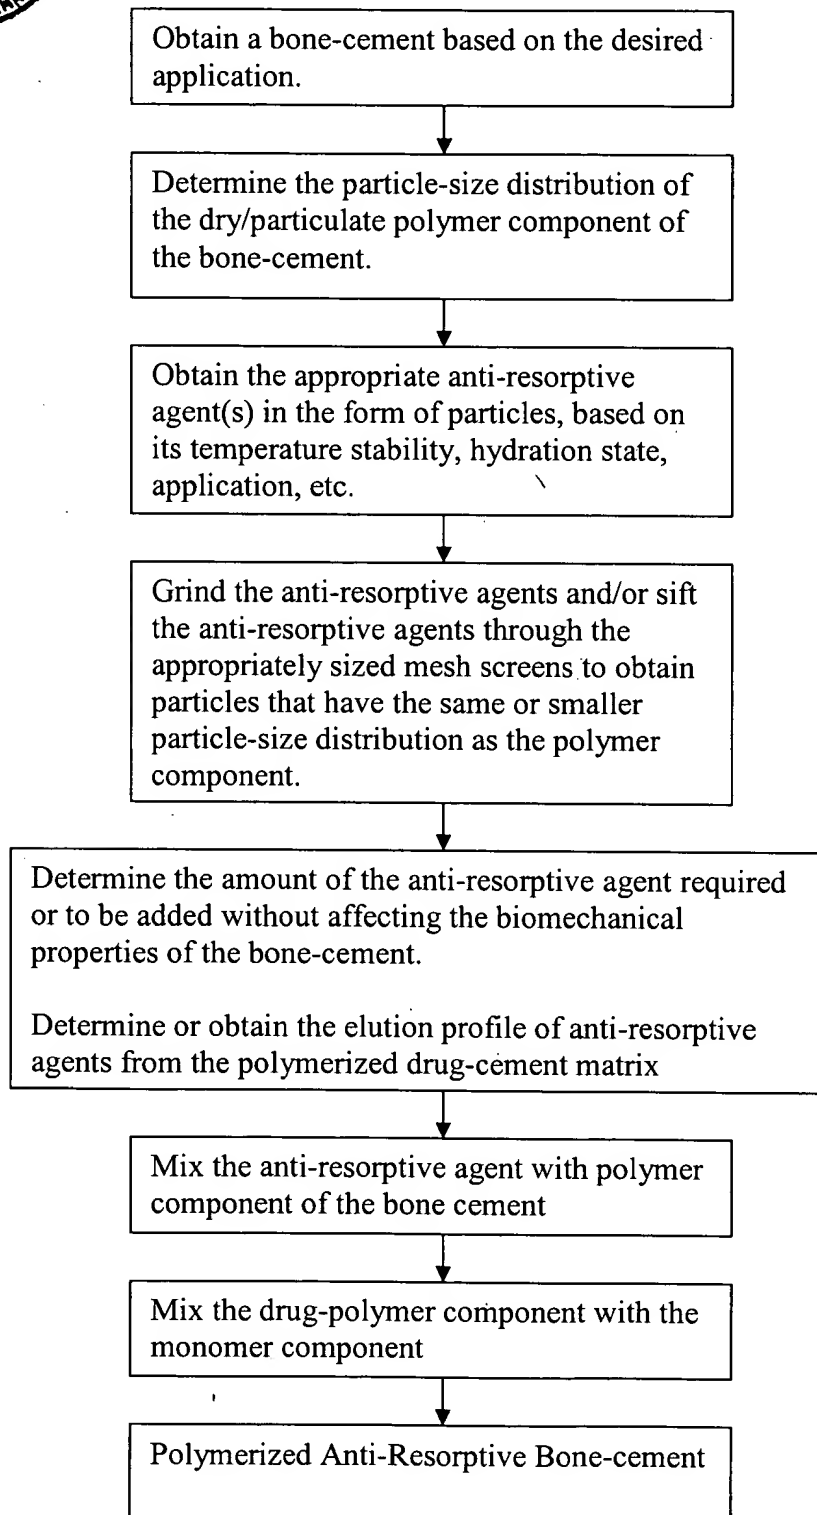 Obtain a bone-cement based on the desired
application.
Determine the particle-size distribution of
the dry/particulate polymer component of
the bone-cement.
Obtain the appropriate anti-resorptive
agent(s) in the form of particles, based on
its temperature stability, hydration state,
application, etc.
Grind the anti-resorptive agents and/or sift
the anti-resorptive agents through the
appropriately sized mesh screens to obtain
particles that have the same or smaller
particle-size distribution as the polymer
component.
Determine the amount of the anti-resorptive agent required
or to be added without affecting the biomechanical
properties of the bone-cement.
Determine or obtain the elution profile of anti-resorptive
agents from the polymerized drug-cement matrix
Mix the anti-resorptive agent with polymer
component of the bone cement
Mix the drug-polymer component with the
monomer component
Polymerized Anti-Resorptive Bone-cement